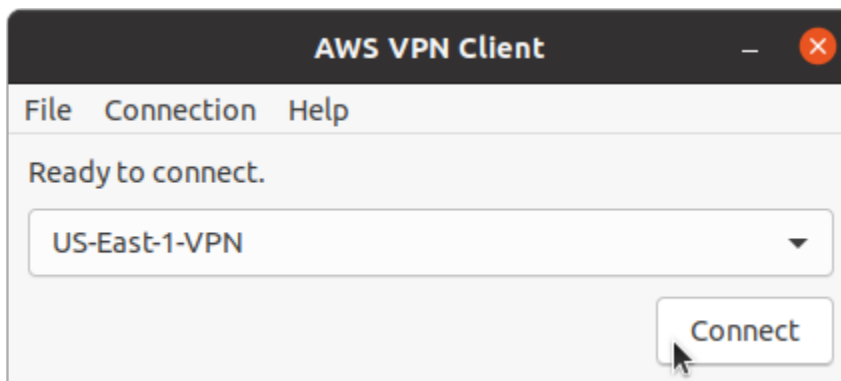 AWS VPN Client
File Connection Help
Ready to connect.
US-East-1-VPN
Connect